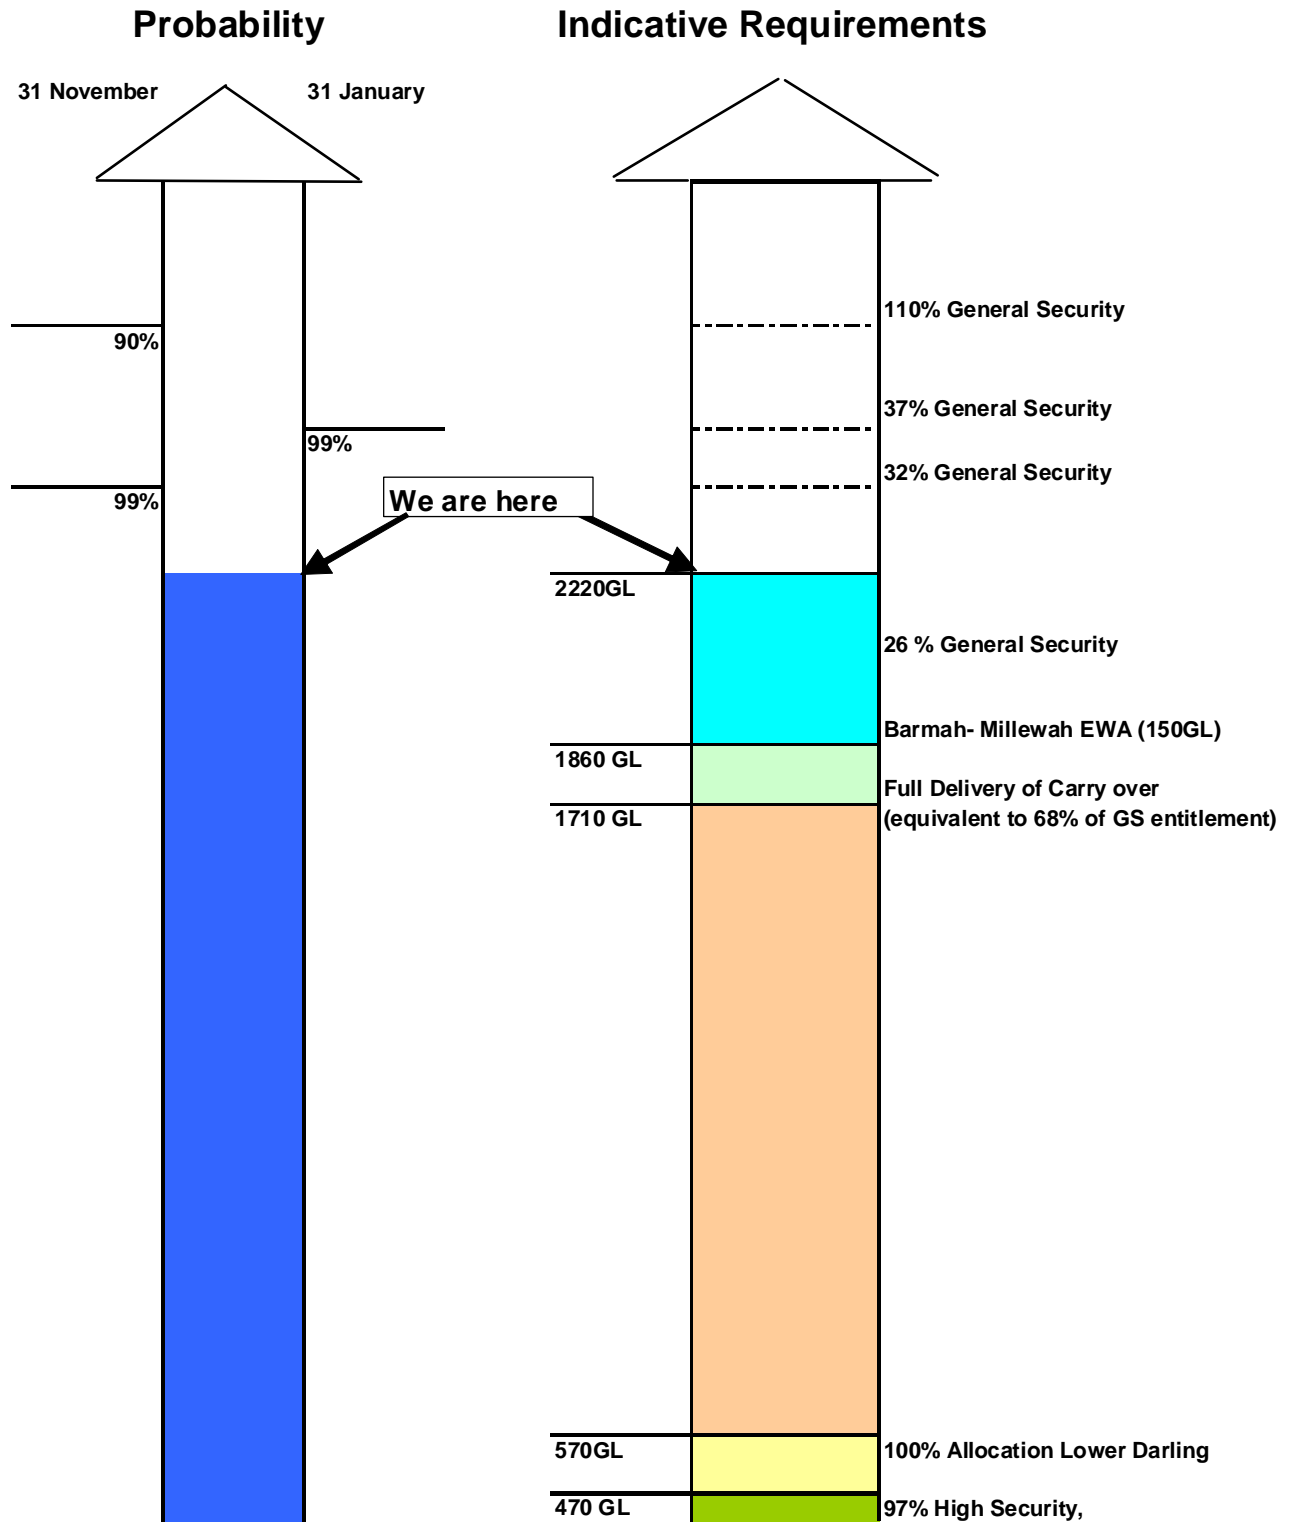 Probability
Indicative Requirements
31 November
31 January
110% General Security
90%
37% General Security
99%
32% General Security
99%
We are here
2220GL
26 % General Security
Barmah- Millewah EWA (150GL)
1860 GL
Full Delivery of Carry over
(equivalent to 68% of GS entitlement)
1710 GL
570GL
100% Allocation Lower Darling
470 GL
97% High Security,